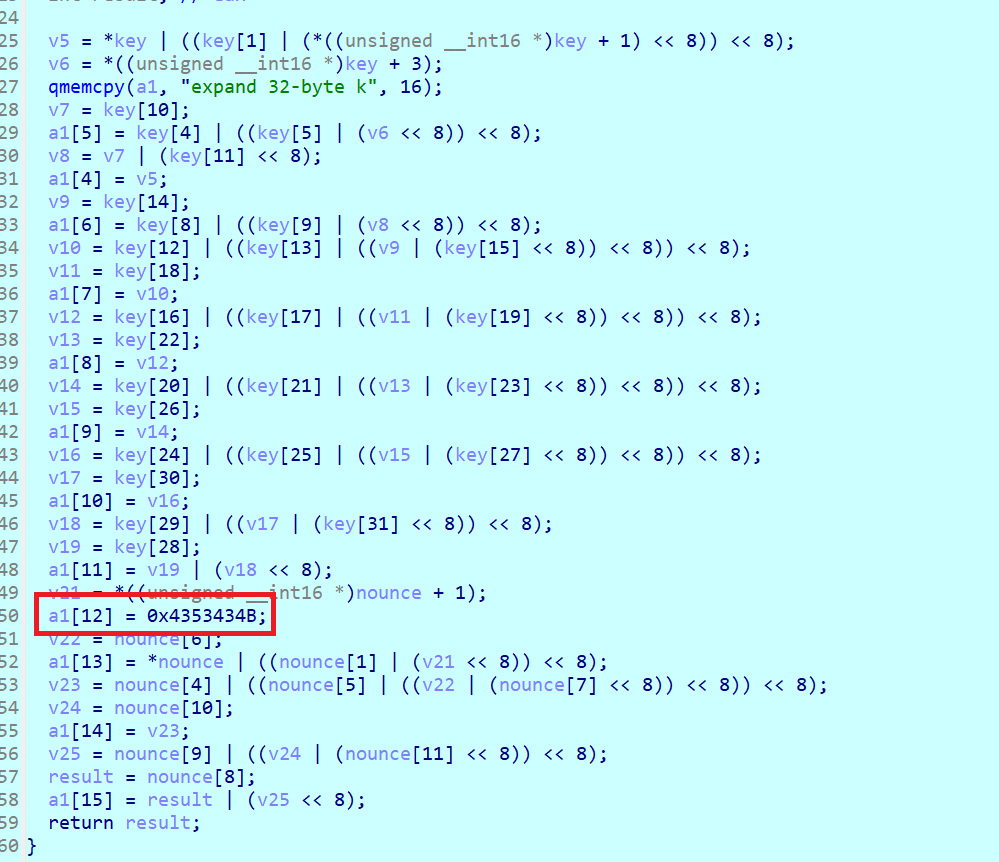 24
25 v5 = *key | ((key[1] | (*((unsigned __int16 *)key + 1) << 8)) << 8);
26 v6 = *((unsigned __int16 *)key + 3);
27 qmemcpy(a1, "expand 32-byte k", 16);
28 v7 = key[10];
29 a1[5] = key[4] | ((key[5] | (v6 << 8)) << 8);
30 v8 = v7 | (key[11] << 8);
31 a1[4] = v5;
32 v9 = key[14];
33 a1[6] = key[8] | ((key[9] | (v8 << 8)) << 8);
34 v10 = key[12] | ((key[13] | ((v9 | (key[15] << 8)) << 8)) << 8);
35 v11 = key[18];
36 a1[7] = v10;
37 v12 = key[16] | ((key[17] | ((v11 | (key[19] << 8)) << 8)) << 8);
38 v13 = key[22];
39 a1[8] = v12;
40 v14 = key[20] | ((key[21] | ((v13 | (key[23] << 8)) << 8)) << 8);
41 v15 = key[26];
42 a1[9] = v14;
43 v16 = key[24] | ((key[25] | ((v15 | (key[27] << 8)) << 8)) << 8);
44 v17 = key[30];
45 a1[10] = v16;
46 v18 = key[29] | ((v17 | (key[31] << 8)) << 8);
47 v19 = key[28];
48 a1[11] = v19 | (v18 << 8);
49 v21 = *((unsigned __int16 *)nounce + 1);
50 a1[12] = 0x4353434B;
51 v22 = nounce[6];
52 a1[13] = *nounce | ((nounce[1] | (v21 << 8)) << 8);
53 v23 = nounce[4] | ((nounce[5] | ((v22 | (nounce[7] << 8)) << 8)) << 8);
54 v24 = nounce[10];
55 a1[14] = v23;
56 v25 = nounce[9] | ((v24 | (nounce[11] << 8)) << 8);
57 result = nounce[8];
58 a1[15] = result | (v25 << 8);
59 return result;
60 }